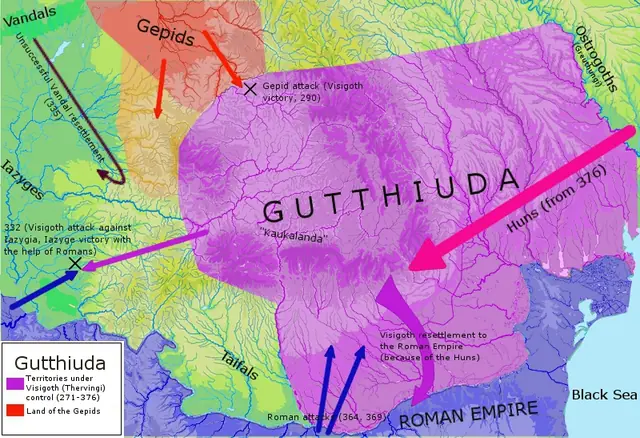 Vandals
Gepids
Ostrogoths
(Greuthungi)
Unsuccessful Vandal resettlement
(335)
Gepid attack (Visigoth
victory, 290)
Iazyges
GUTTHIUDA
"Kaukalanda"
Huns (from 376)
332 (Visigoth attack against
Iazygia, Iazyge victory with
the help of Romans)
Visigoth resettlement to
the Roman Empire
(because of the Huns)
Taifals
Roman attacks (364, 369)
ROMAN EMPIRE
Black Sea
Gutthiuda
Territories under
Visigoth (Thervingi)
control (271-376)
Land of the Gepids